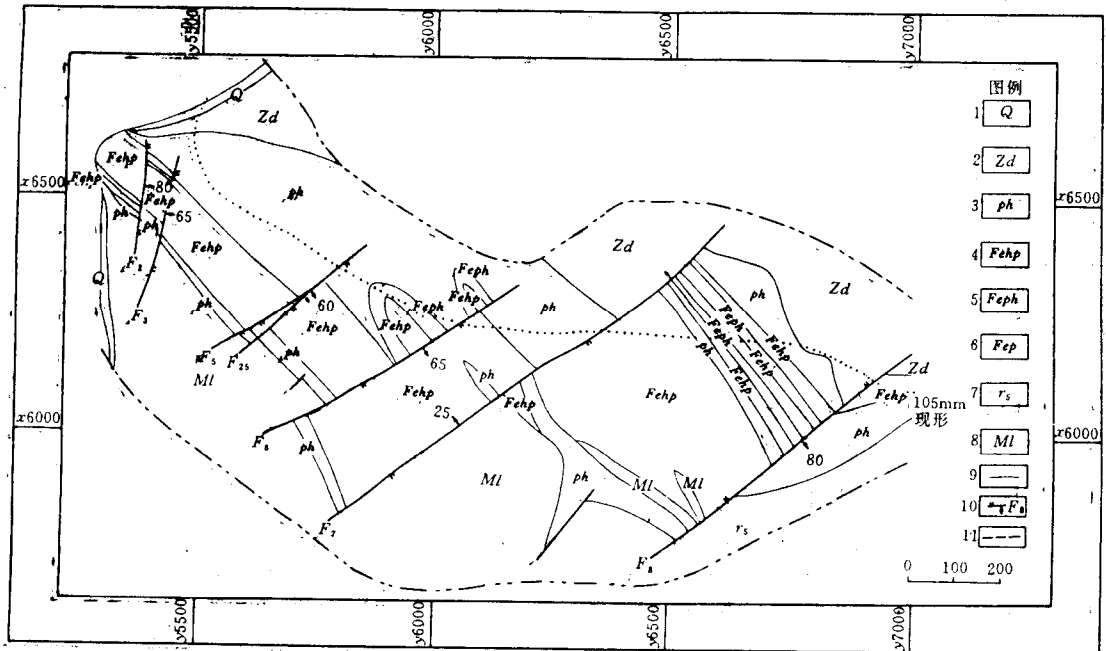 y5500
y6000
y6500
y7000
图例
Q
1 Q
Zd
2 Zd
Fehp
x6500
x6500
Fehp
ph
3 ph
80
Fehp
65
Zd
ph
ph
Fehp
4 Fehp
Q
F3
Feph
ph
Zd
5 Feph
ph
60
Feph
ph
Fehp
Fehp
Fehp
Feph
Feph
Fehp
6 Fep
F5
F25
ph
65
ph
Fehp
Fehp
Zd
Ml
ph
Fehp
Fehp
Fehp
Fehp
7 r5
105mm
现形
x6000
25
x6000
ph
ph
80
8 Ml
Ml
ph
Ml
Ml
9
F7
r5
10 F8
F8
11
0 100 200
y5500
y6000
y6500
y7000